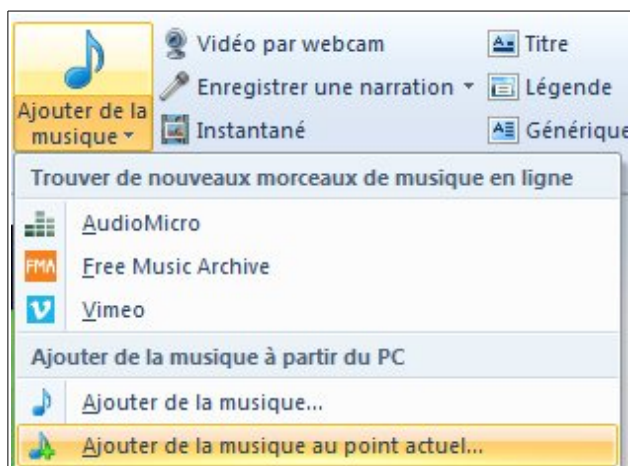 Ajouter de la
musique
Vidéo par webcam
Enregistrer une narration
Instantané
Titre
Légende
Générique
Trouver de nouveaux morceaux de musique en ligne
AudioMicro
FMA Free Music Archive
Vimeo
Ajouter de la musique à partir du PC
Ajouter de la musique...
Ajouter de la musique au point actuel...